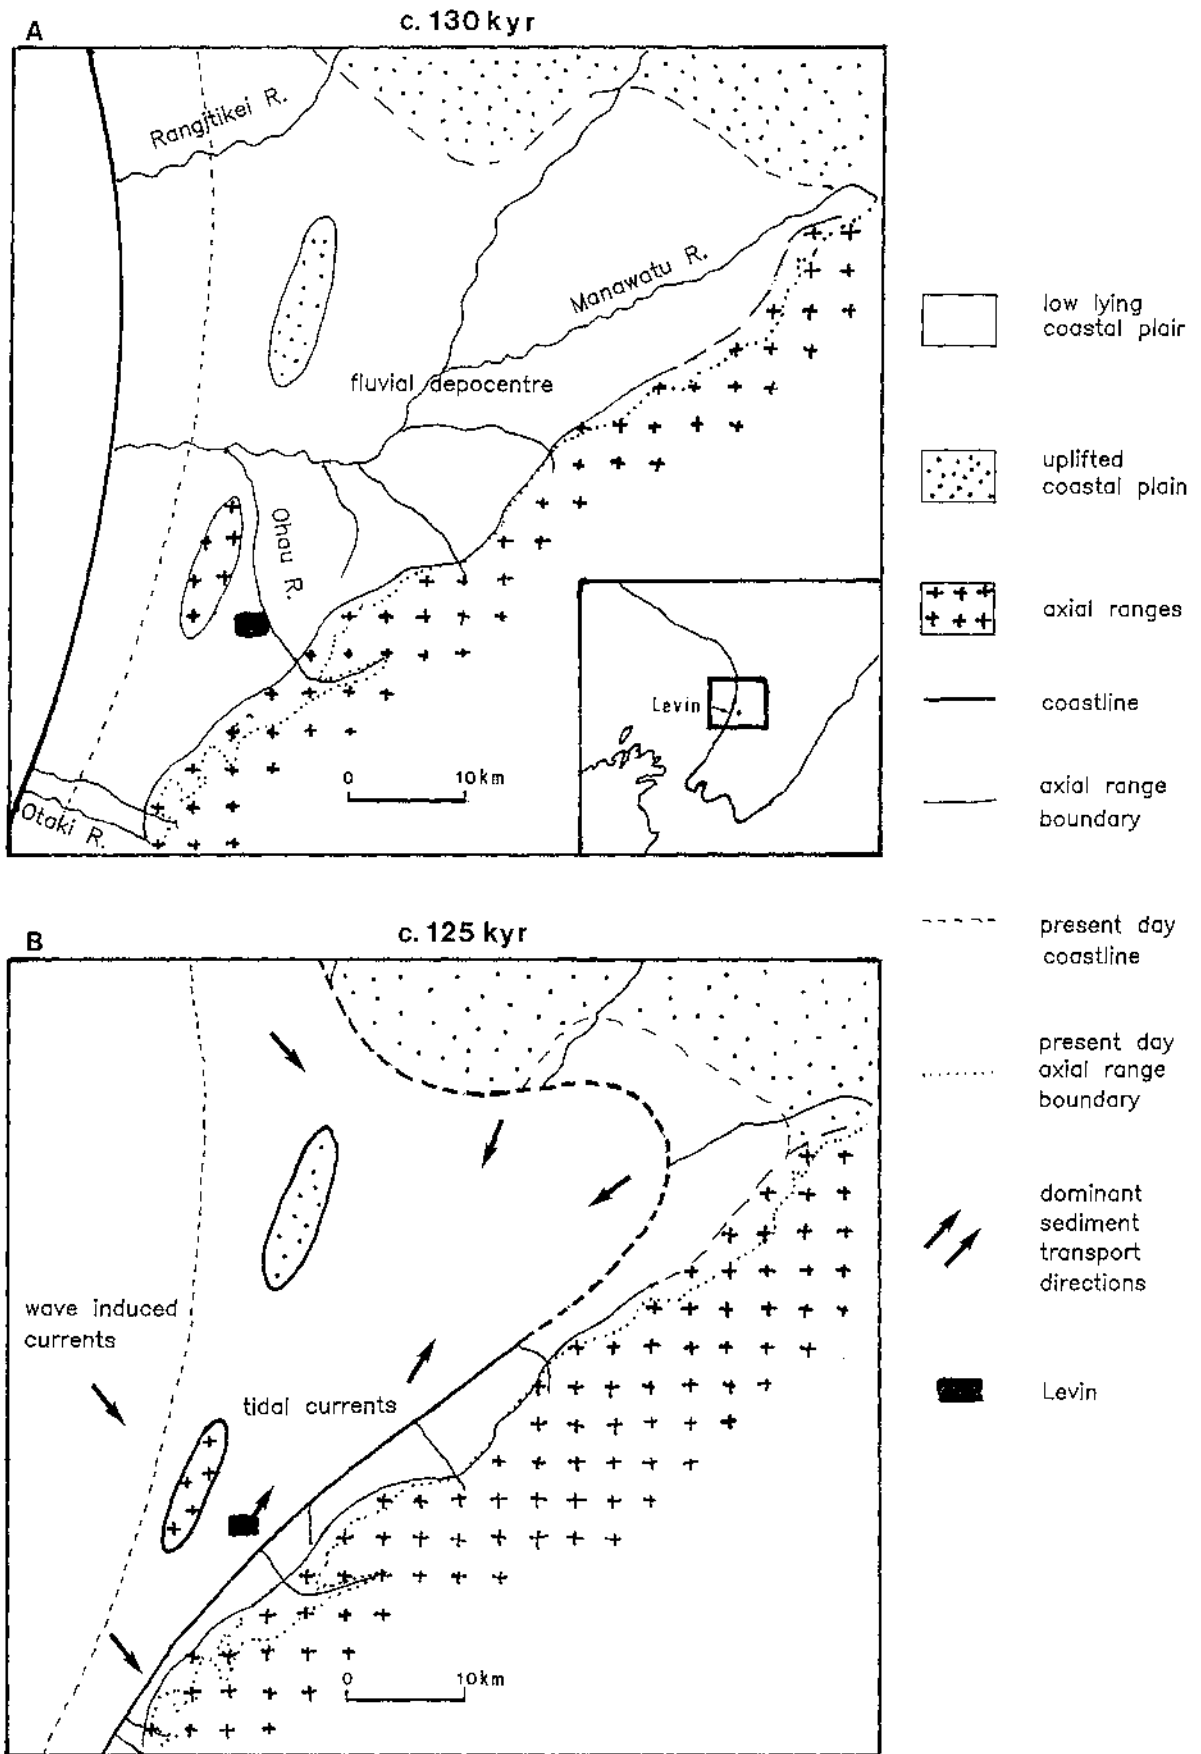 A
c. 130 kyr
Rangitikei R.
Manawatu R.
fluvial depocentre
Ohau R.
Otaki R.
0 10km
Levin
low lying
coastal plair
uplifted
coastal plain
axial ranges
coastline
axial range
boundary
present day
coastline
present day
axial range
boundary
dominant
sediment
transport
directions
Levin
B
c. 125 kyr
wave induced
currents
tidal currents
0 10km